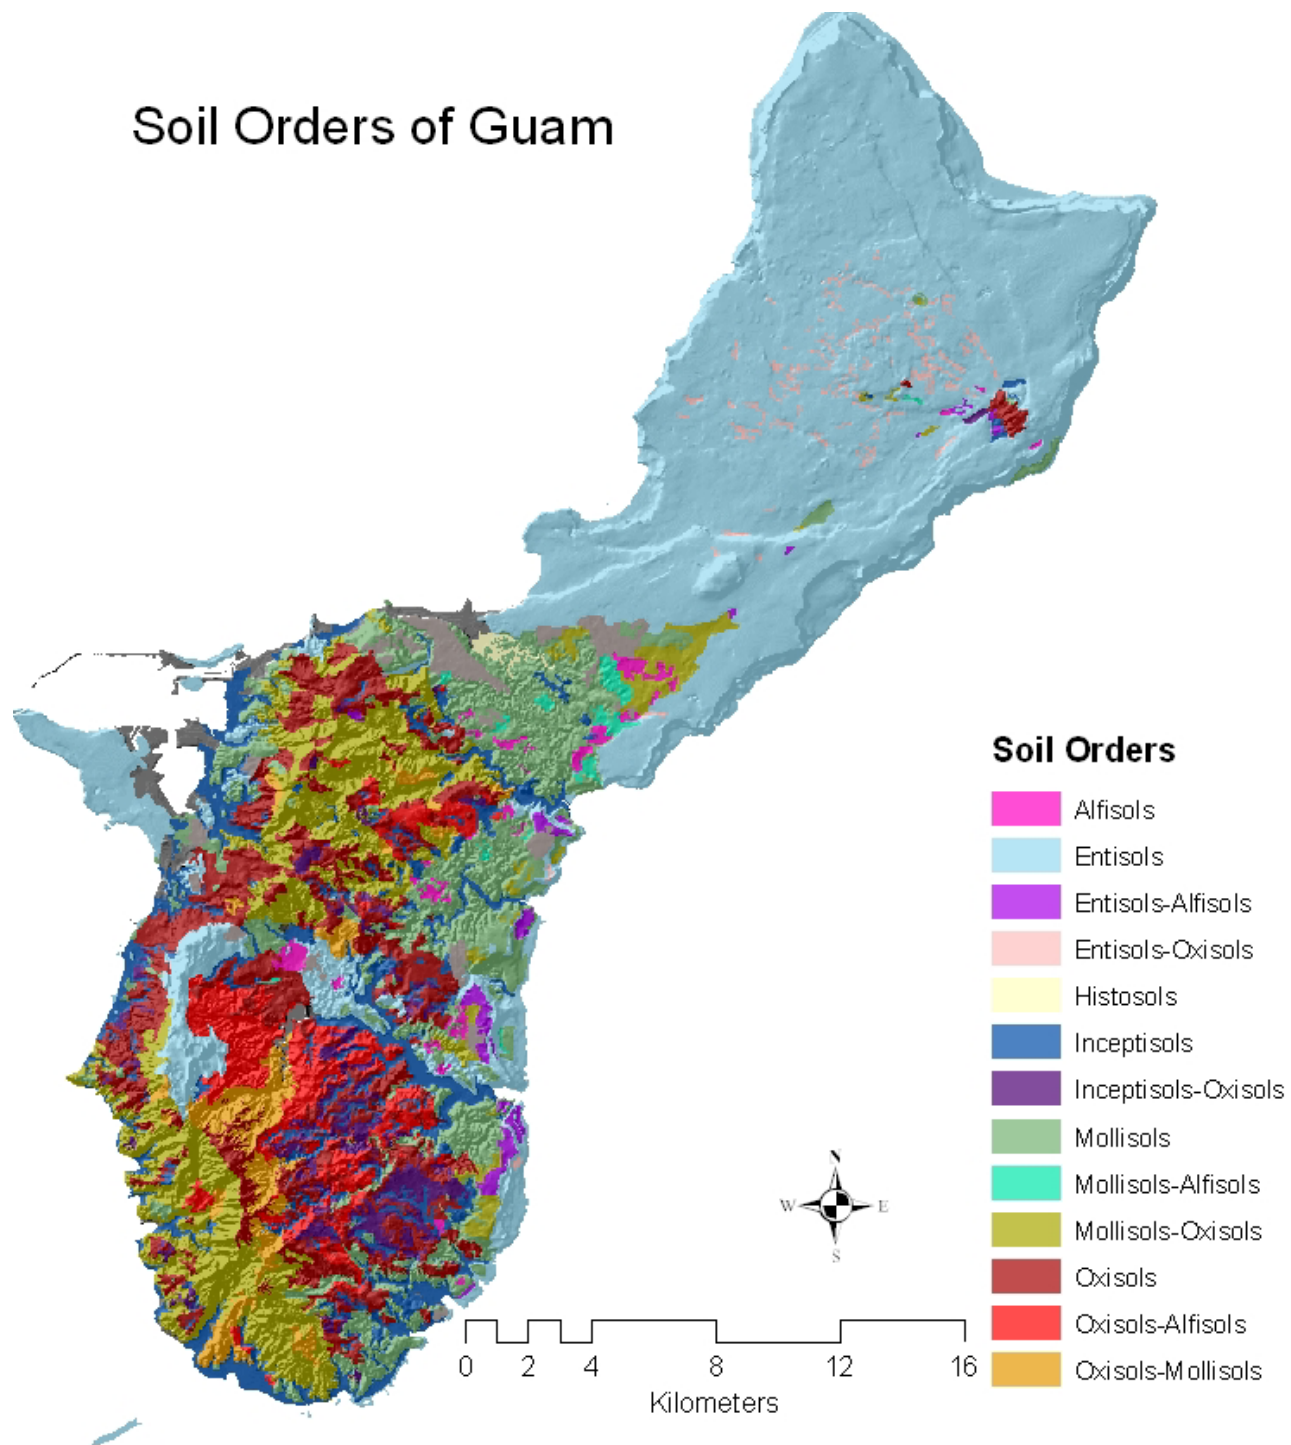 Soil Orders of Guam
Soil Orders
Alfisols
Entisols
Entisols-Alfisols
Entisols-Oxisols
Histosols
Inceptisols
Inceptisols-Oxisols
Mollisols
Mollisols-Alfisols
Mollisols-Oxisols
Oxisols
Oxisols-Alfisols
Oxisols-Mollisols
N
W E
S
0 2 4 8 12 16
Kilometers